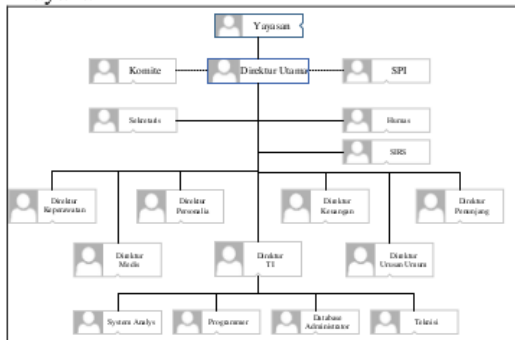 Yayasan
Komite
Direktur Utama
SPI
Sekretaris
Humas
SIRS
Direktur
Keperawatan
Direktur
Personalia
Direktur
Keuangan
Direktur
Penunjang
Direktur
Medis
Direktur
TI
Direktur
Urusan Umum
System Analys
Programmer
Database
Administrator
Teknisi